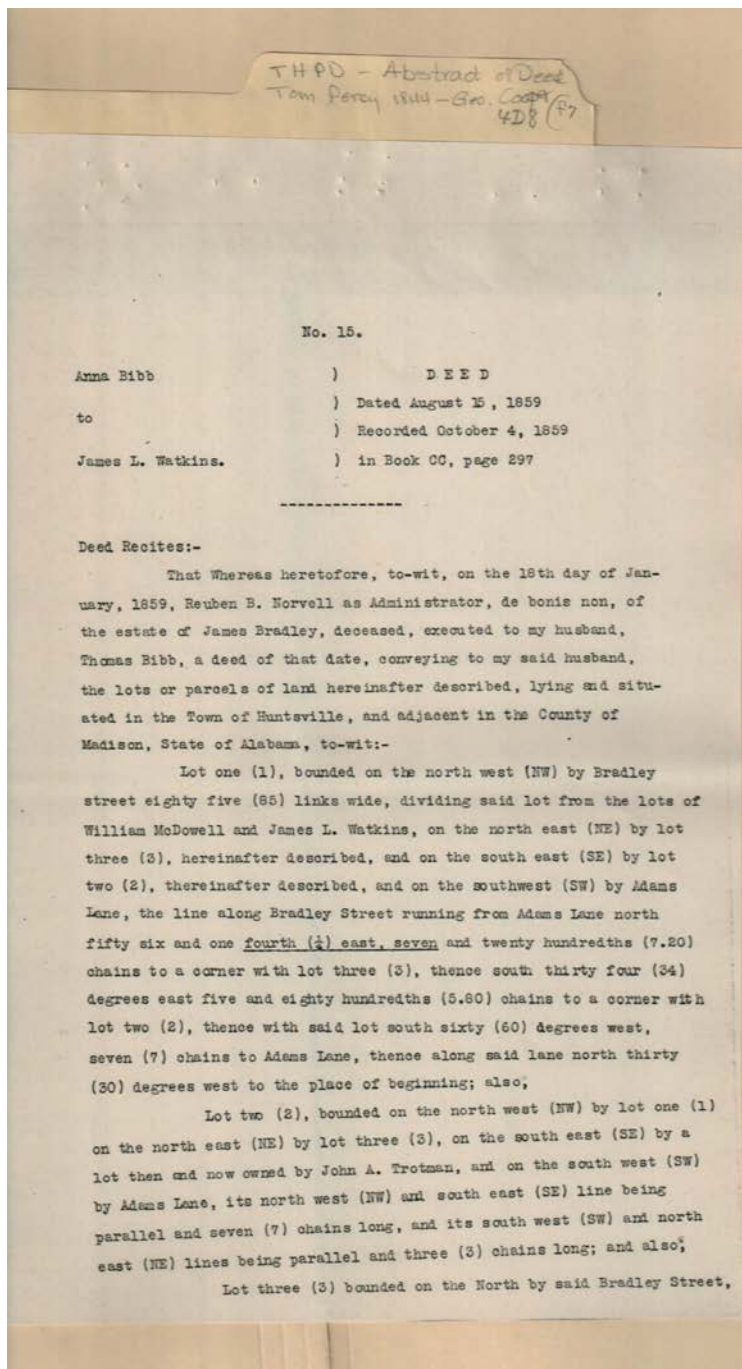 THPD - Abstract of Deed
Tom Percy 1844 - Geo.
4D8
No. 15.
Anna Bibb ) D E E D
) Dated August 15, 1859
to
) Recorded October 4, 1859
James L. Watkins. ) in Book CC, page 297
---------------
Deed Recites:-
That Whereas heretofore, to-wit, on the 18th day of Jan-
uary, 1859, Reuben B. Norvell as Administrator, de bonis non, of
the estate of James Bradley, deceased, executed to my husband,
Thomas Bibb, a deed of that date, conveying to my said husband,
the lots or parcels of land hereinafter described, lying and situ-
ated in the Town of Huntsville, and adjacent in the County of
Madison, State of Alabama, to-wit:-
Lot one (1), bounded on the north west (NW) by Bradley
street eighty five (85) links wide, dividing said lot from the lots of
William McDowell and James L. Watkins, on the north east (NE) by lot
three (3), hereinafter described, and on the south east (SE) by lot
two (2), thereinafter described, and on the southwest (SW) by Adams
Lane, the line along Bradley Street running from Adams Lane north
fifty six and one fourth (¼) east, seven and twenty hundredths (7.20)
chains to a corner with lot three (3), thence south thirty four (34)
degrees east five and eighty hundredths (5.80) chains to a corner with
lot two (2), thence with said lot south sixty (60) degrees west,
seven (7) chains to Adams Lane, thence along said lane north thirty
(30) degrees west to the place of beginning; also,
Lot two (2), bounded on the north west (NW) by lot one (1)
on the north east (NE) by lot three (3), on the south east (SE) by a
lot then and now owned by John A. Trotman, and on the south west (SW)
by Adams Lane, its north west (NW) and south east (SE) line being
parallel and seven (7) chains long, and its south west (SW) and north
east (NE) lines being parallel and three (3) chains long; and also,
Lot three (3) bounded on the North by said Bradley Street,